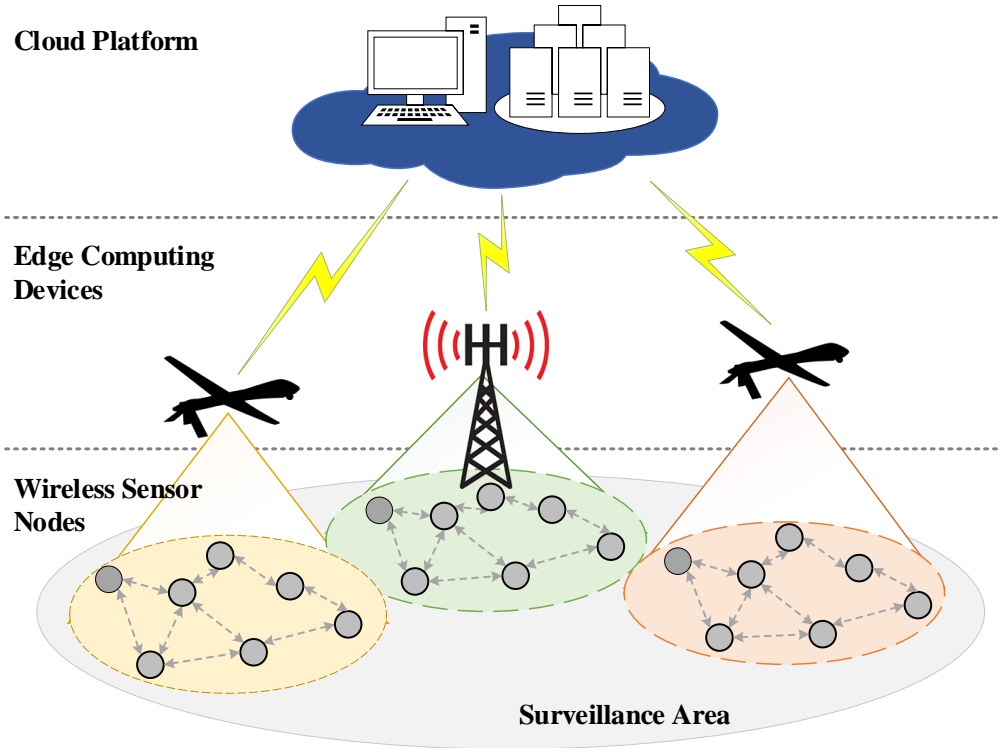 Cloud Platform
Edge Computing
Devices
Wireless Sensor
Nodes
Surveillance Area